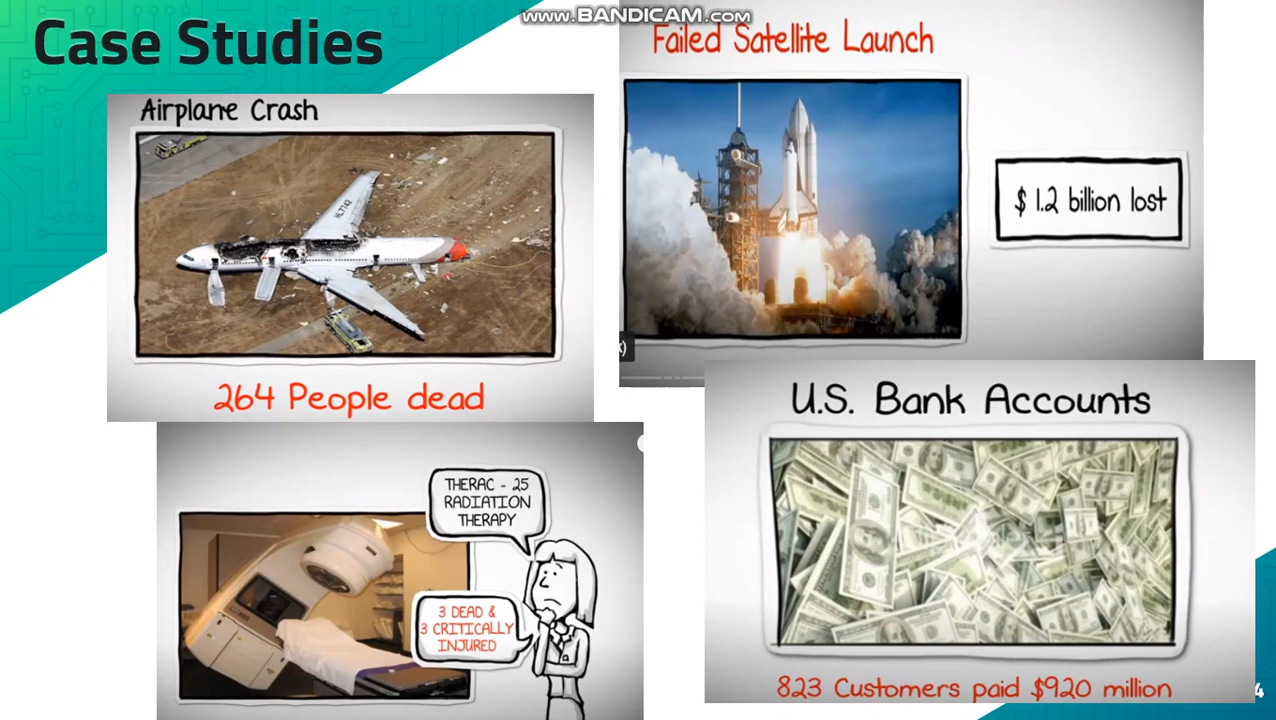 www.BANDICAM.com
Case Studies
Airplane Crash
HL7742
264 People dead
Failed Satellite Launch
$ 1.2 billion lost
THERAC - 25
RADIATION
THERAPY
3 DEAD &
3 CRITICALLY
INJURED
U.S. Bank Accounts
823 Customers paid $920 million
4